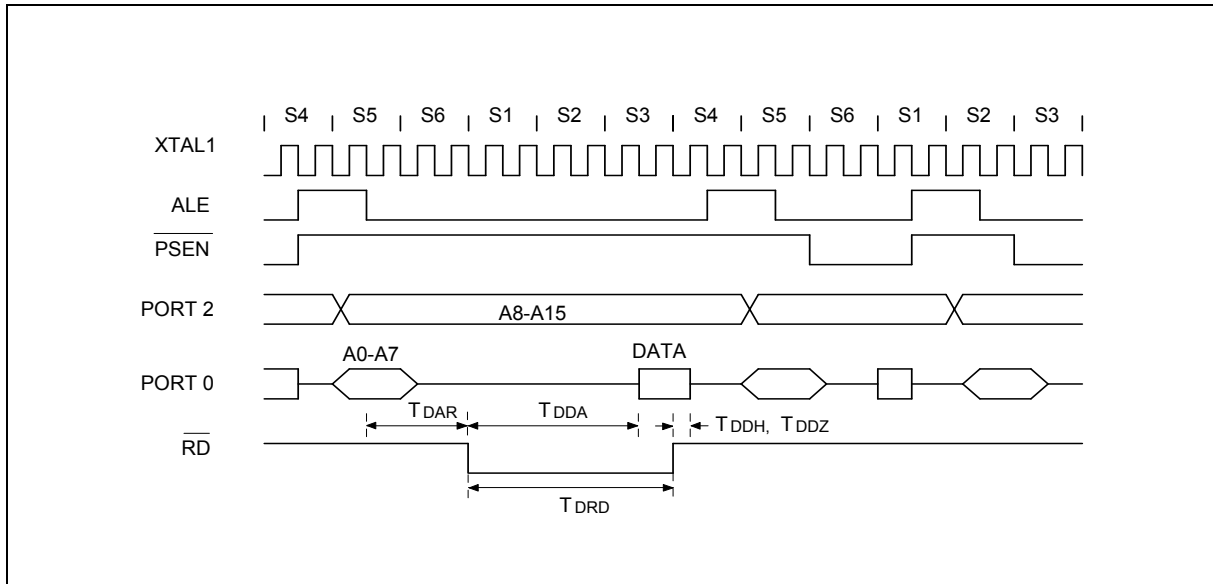 S4 S5 S6 S1 S2 S3 S4 S5 S6 S1 S2 S3
XTAL1
ALE
PSEN
PORT 2
A8-A15
A0-A7
DATA
PORT 0
TDAR
TDDA
TDDH, TDDZ
RD
TDRD